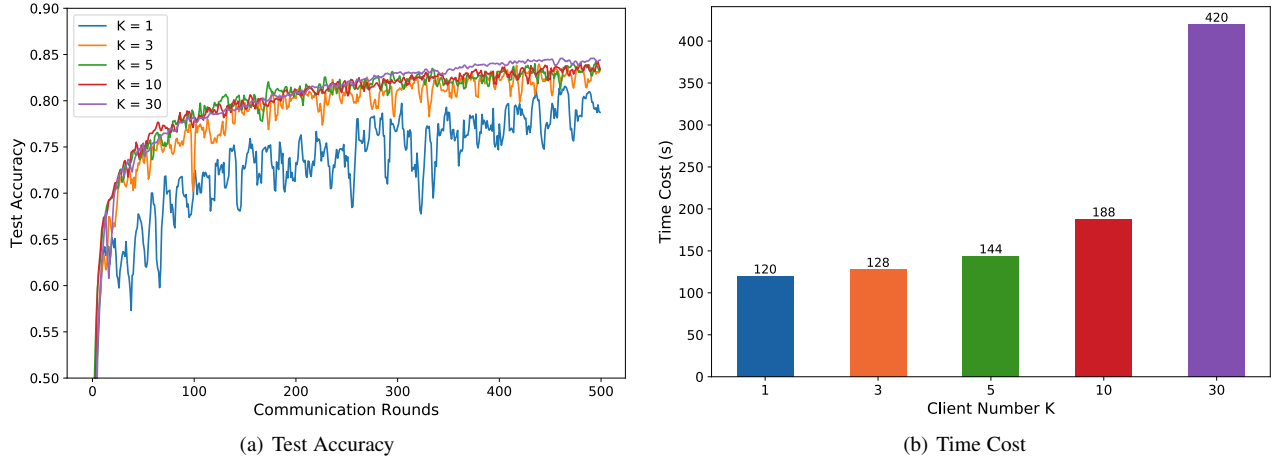 0.90
0.85
0.80
0.75
0.70
0.65
0.60
0.55
0.50
Test Accuracy
K = 1
K = 3
K = 5
K = 10
K = 30
0 100 200 300 400 500
Communication Rounds
(a) Test Accuracy
400
350
300
250
200
150
100
50
0
Time Cost (s)
120 128 144 188 420
1 3 5 10 30
Client Number K
(b) Time Cost